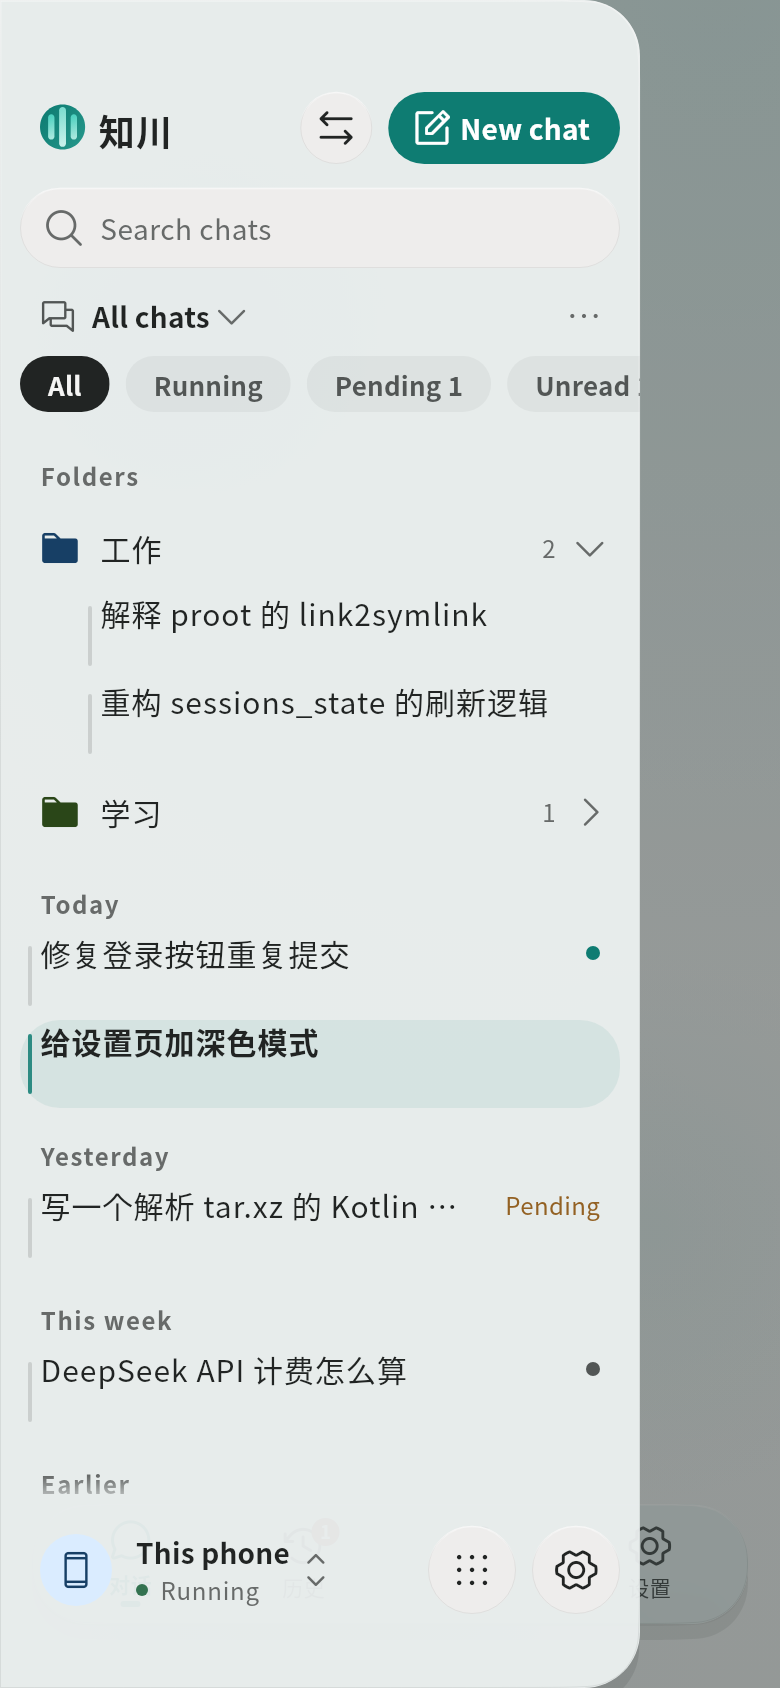 知川
New chat
Search chats
All chats
All
Running
Pending 1
Unread
Folders
工作
2
解释 proot 的 link2symlink
重构 sessions_state 的刷新逻辑
学习
1
Today
修复登录按钮重复提交
给设置页加深色模式
Yesterday
写一个解析 tar.xz 的 Kotlin …
Pending
This week
DeepSeek API 计费怎么算
Earlier
This phone
Running
设置